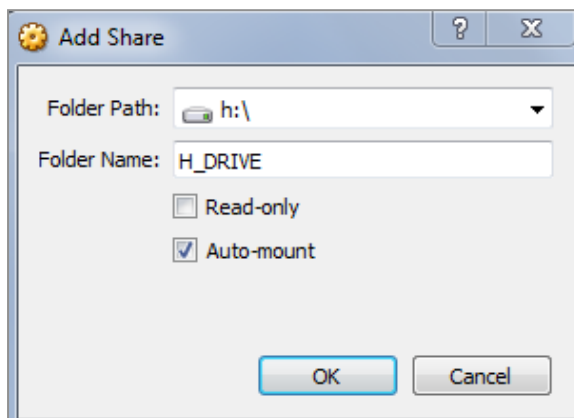 Add Share
Folder Path: h:\
Folder Name: H_DRIVE
Read-only
Auto-mount
OK Cancel